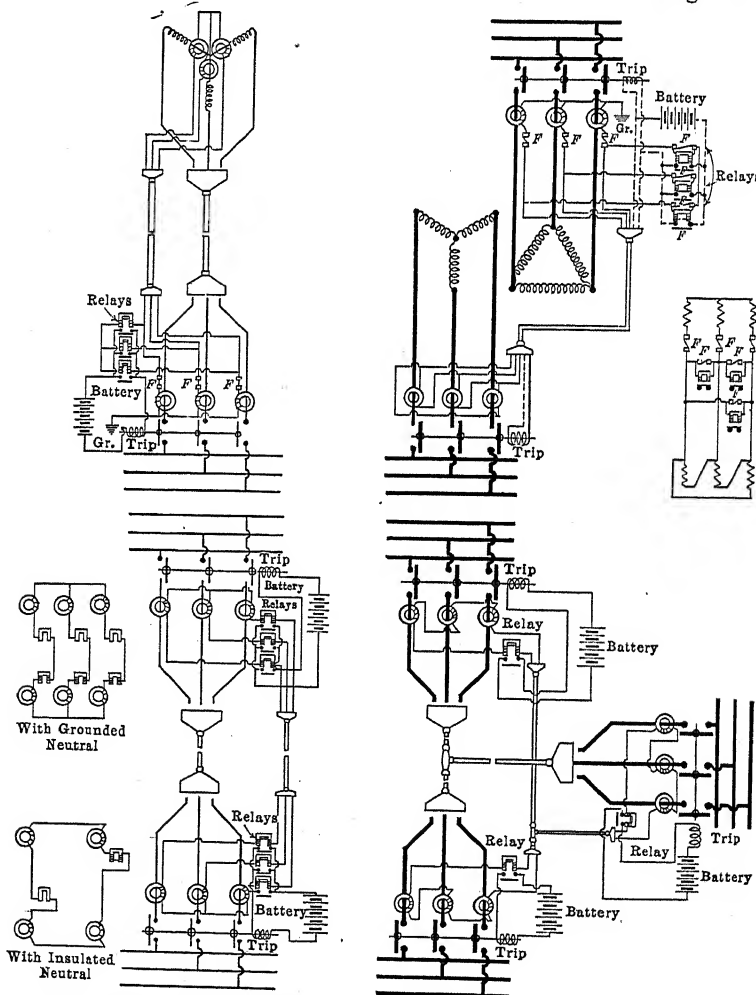 Relays
Battery
F
F
F
Gr.
Trip
Trip
Battery
Gr.
F
F
F
F
F
F
F
Relays
Trip
F
F
F
F
F
F
Trip
Battery
Relays
With Grounded
Neutral
Relays
Battery
Trip
With Insulated
Neutral
Trip
Relay
Battery
Relay
Trip
Battery
Relay
Battery
Trip